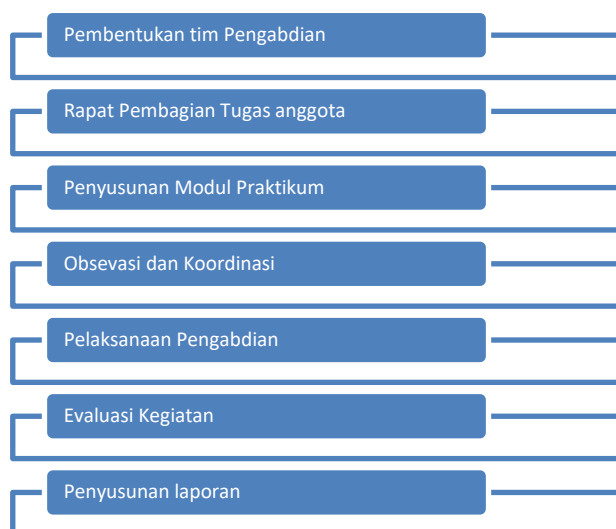 Pembentukan tim Pengabdian
Rapat Pembagian Tugas anggota
Penyusunan Modul Praktikum
Obsevasi dan Koordinasi
Pelaksanaan Pengabdian
Evaluasi Kegiatan
Penyusunan laporan